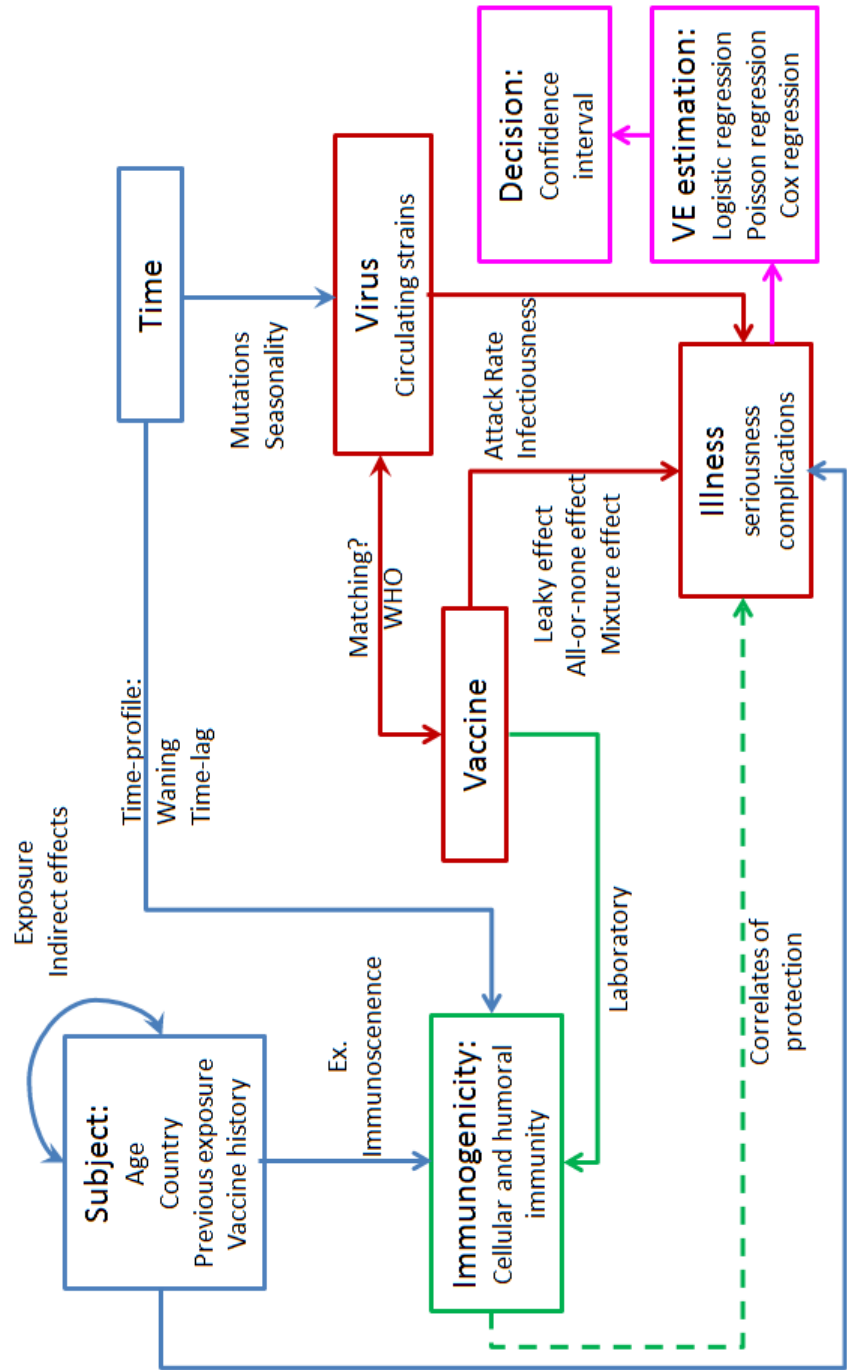 Subject:
Age
Country
Previous exposure
Vaccine history
Exposure
Indirect effects
Time
Time-profile:
Waning
Time-lag
Mutations
Seasonality
Ex.
Immunoscenence
Matching?
WHO
Virus
Circulating strains
Immunogenicity:
Cellular and humoral
immunity
Vaccine
Laboratory
Leaky effect
All-or-none effect
Mixture effect
Attack Rate
Infectiousness
Decision:
Confidence
interval
Correlates of
protection
Illness
seriousness
complications
VE estimation:
Logistic regression
Poisson regression
Cox regression